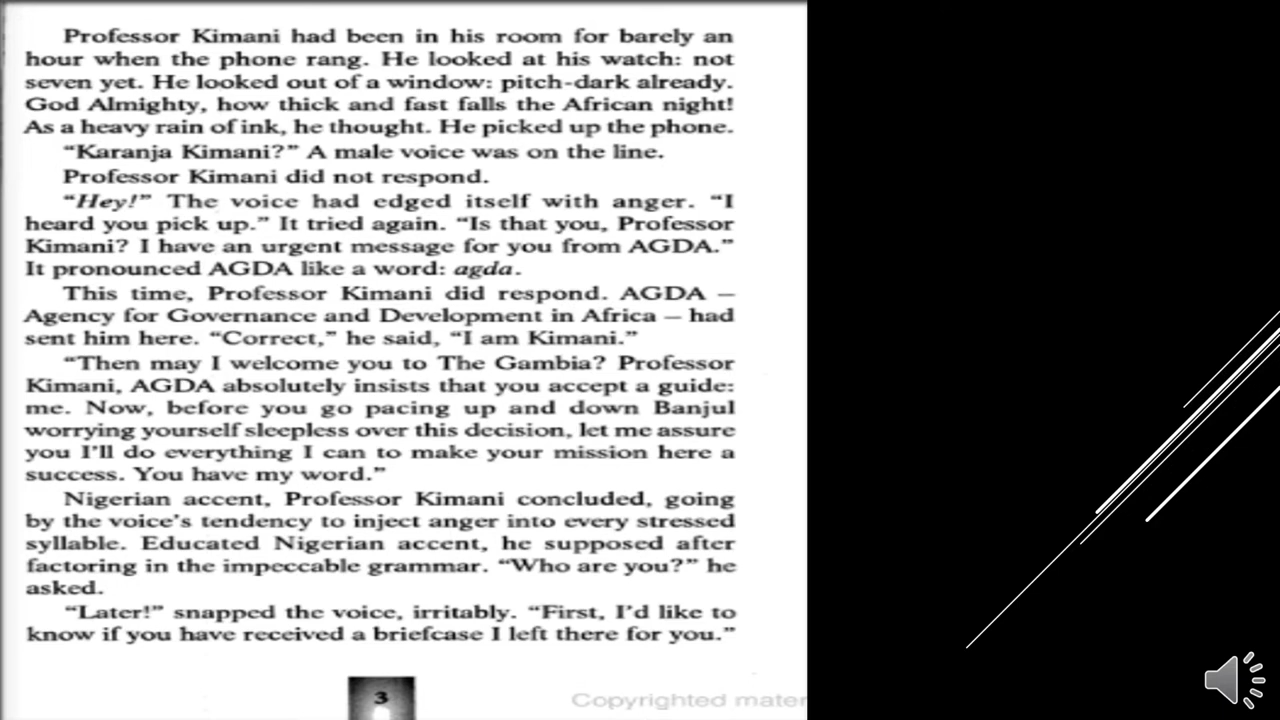 Professor Kimani had been in his room for barely an
hour when the phone rang. He looked at his watch: not
seven yet. He looked out of a window: pitch-dark already.
God Almighty, how thick and fast falls the African night!
As a heavy rain of ink, he thought. He picked up the phone.
“Karanja Kimani?” A male voice was on the line.
Professor Kimani did not respond.
“Hey!” The voice had edged itself with anger. “I
heard you pick up.” It tried again. “Is that you, Professor
Kimani? I have an urgent message for you from AGDA.”
It pronounced AGDA like a word: agda.
This time, Professor Kimani did respond. AGDA –
Agency for Governance and Development in Africa – had
sent him here. “Correct,” he said, “I am Kimani.”
“Then may I welcome you to The Gambia? Professor
Kimani, AGDA absolutely insists that you accept a guide:
me. Now, before you go pacing up and down Banjul
worrying yourself sleepless over this decision, let me assure
you I’ll do everything I can to make your mission here a
success. You have my word.”
Nigerian accent, Professor Kimani concluded, going
by the voice’s tendency to inject anger into every stressed
syllable. Educated Nigerian accent, he supposed after
factoring in the impeccable grammar. “Who are you?” he
asked.
“Later!” snapped the voice, irritably. “First, I’d like to
know if you have received a briefcase I left there for you.”
3
Copyrighted mater